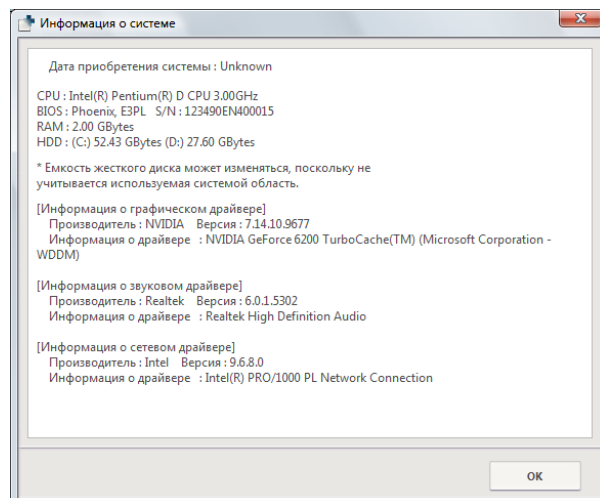 Информация о системе
Дата приобретения системы : Unknown
CPU : Intel(R) Pentium(R) D CPU 3.00GHz
BIOS : Phoenix, E3PL S/N : 123490EN400015
RAM : 2.00 GBytes
HDD : (C:) 52.43 GBytes (D:) 27.60 GBytes
* Емкость жесткого диска может изменяться, поскольку не
учитывается используемая системой область.
[Информация о графическом драйвере]
Производитель : NVIDIA Версия : 7.14.10.9677
Информация о драйвере : NVIDIA GeForce 6200 TurboCache(TM) (Microsoft Corporation -
WDDM)
[Информация о звуковом драйвере]
Производитель : Realtek Версия : 6.0.1.5302
Информация о драйвере : Realtek High Definition Audio
[Информация о сетевом драйвере]
Производитель : Intel Версия : 9.6.8.0
Информация о драйвере : Intel(R) PRO/1000 PL Network Connection
ОК